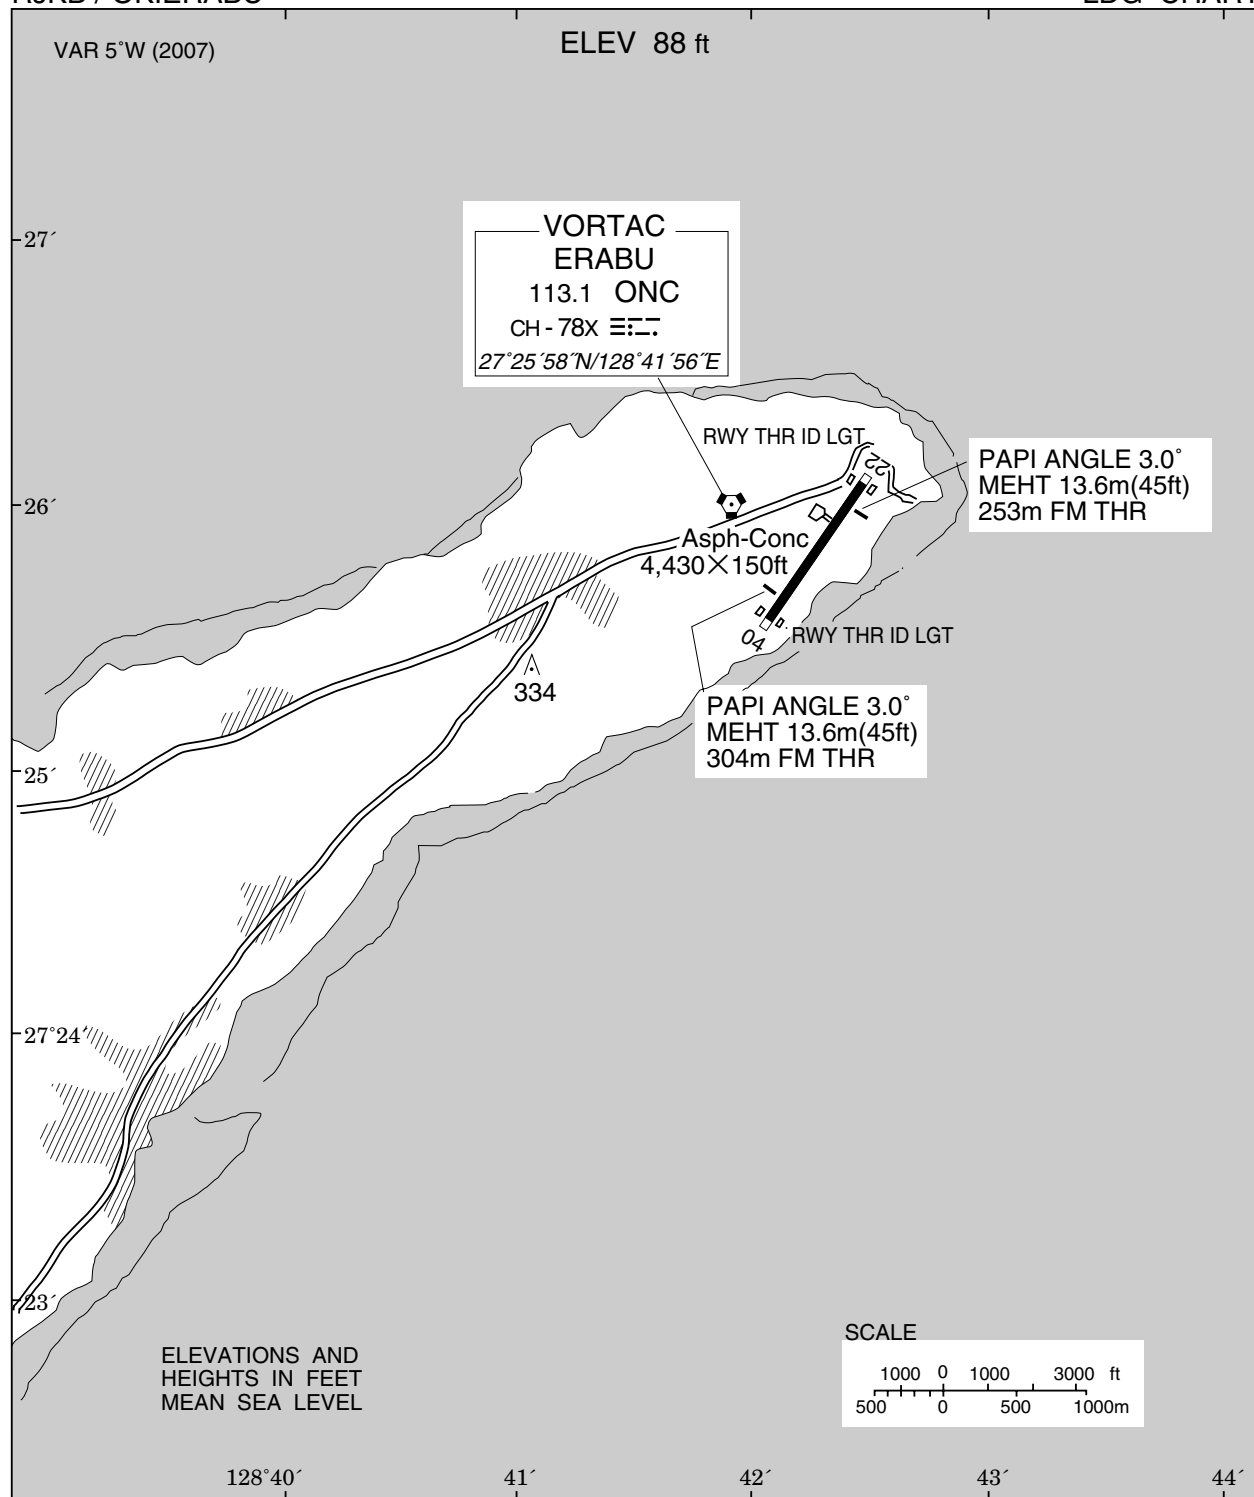 VAR 5°W (2007)
ELEV 88 ft
27´
VORTAC
ERABU
113.1 ONC
CH - 78X
27°25´58˝N/128°41´56˝E
RWY THR ID LGT
22
PAPI ANGLE 3.0°
MEHT 13.6m(45ft)
253m FM THR
26´
Asph-Conc
4,430×150ft
04
RWY THR ID LGT
334
PAPI ANGLE 3.0°
MEHT 13.6m(45ft)
304m FM THR
25´
27°24´
23´
ELEVATIONS AND
HEIGHTS IN FEET
MEAN SEA LEVEL
SCALE
1000 0 1000 3000 ft
500 0 500 1000m
128°40´ 41´ 42´ 43´ 44´